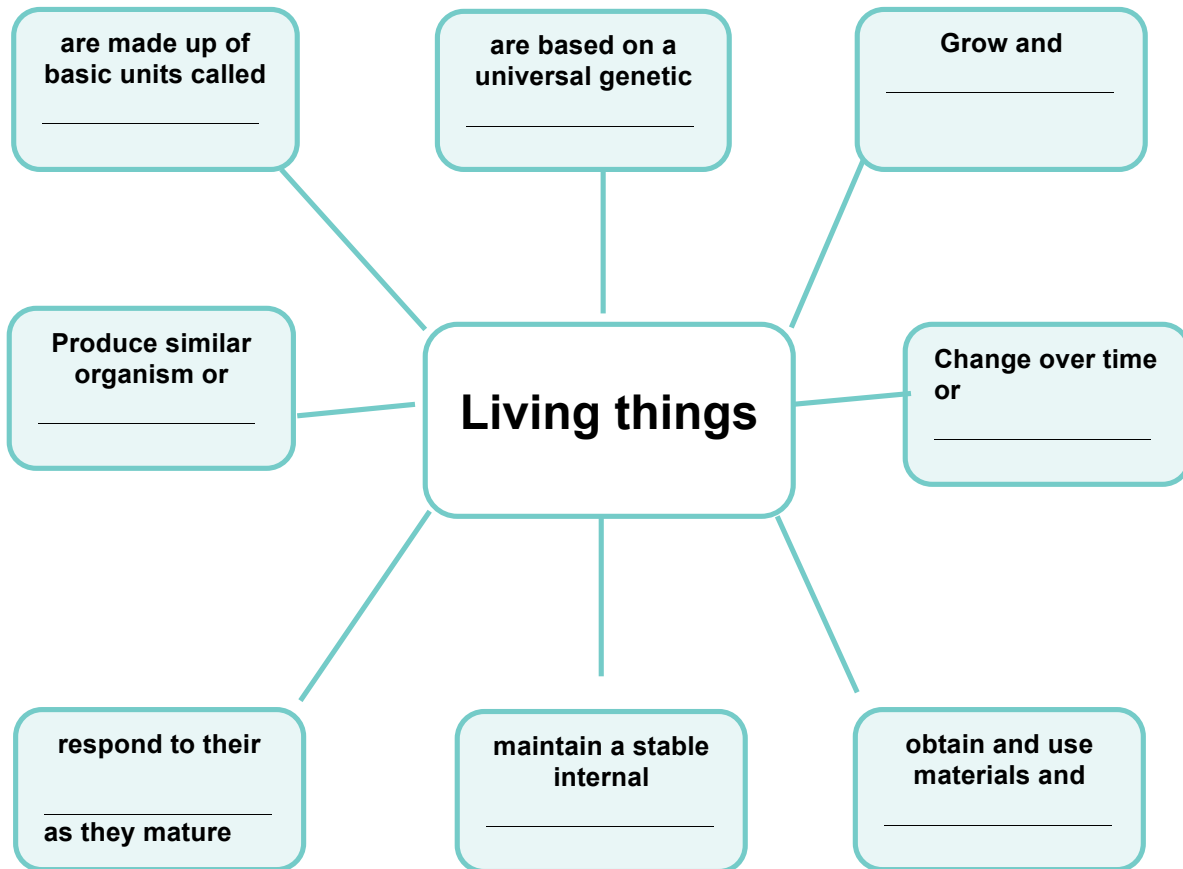 are made up of
basic units called
are based on a
universal genetic
Grow and
Produce similar
organism or
Living things
Change over time
or
respond to their
as they mature
maintain a stable
internal
obtain and use
materials and